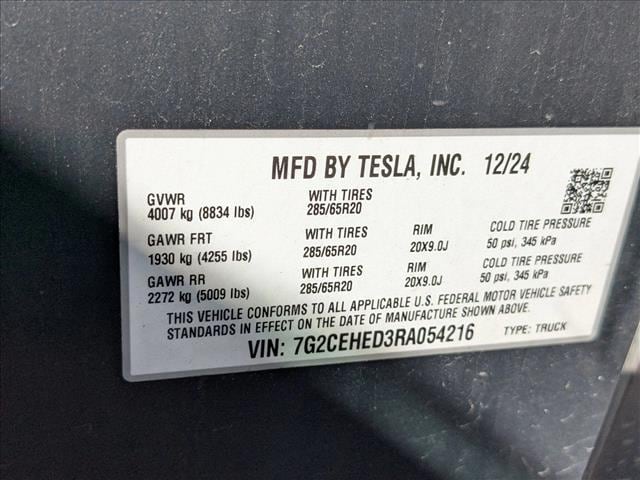 MFD BY TESLA, INC. 12/24
GVWR WITH TIRES
4007 kg (8834 lbs) 285/65R20
GAWR FRT WITH TIRES RIM COLD TIRE PRESSURE
1930 kg (4255 lbs) 285/65R20 20X9.0J 50 psi, 345 kPa
GAWR RR WITH TIRES RIM COLD TIRE PRESSURE
2272 kg (5009 lbs) 285/65R20 20X9.0J 50 psi, 345 kPa
THIS VEHICLE CONFORMS TO ALL APPLICABLE U.S. FEDERAL MOTOR VEHICLE SAFETY
STANDARDS IN EFFECT ON THE DATE OF MANUFACTURE SHOWN ABOVE.
VIN: 7G2CEHED3RA054216 TYPE: TRUCK